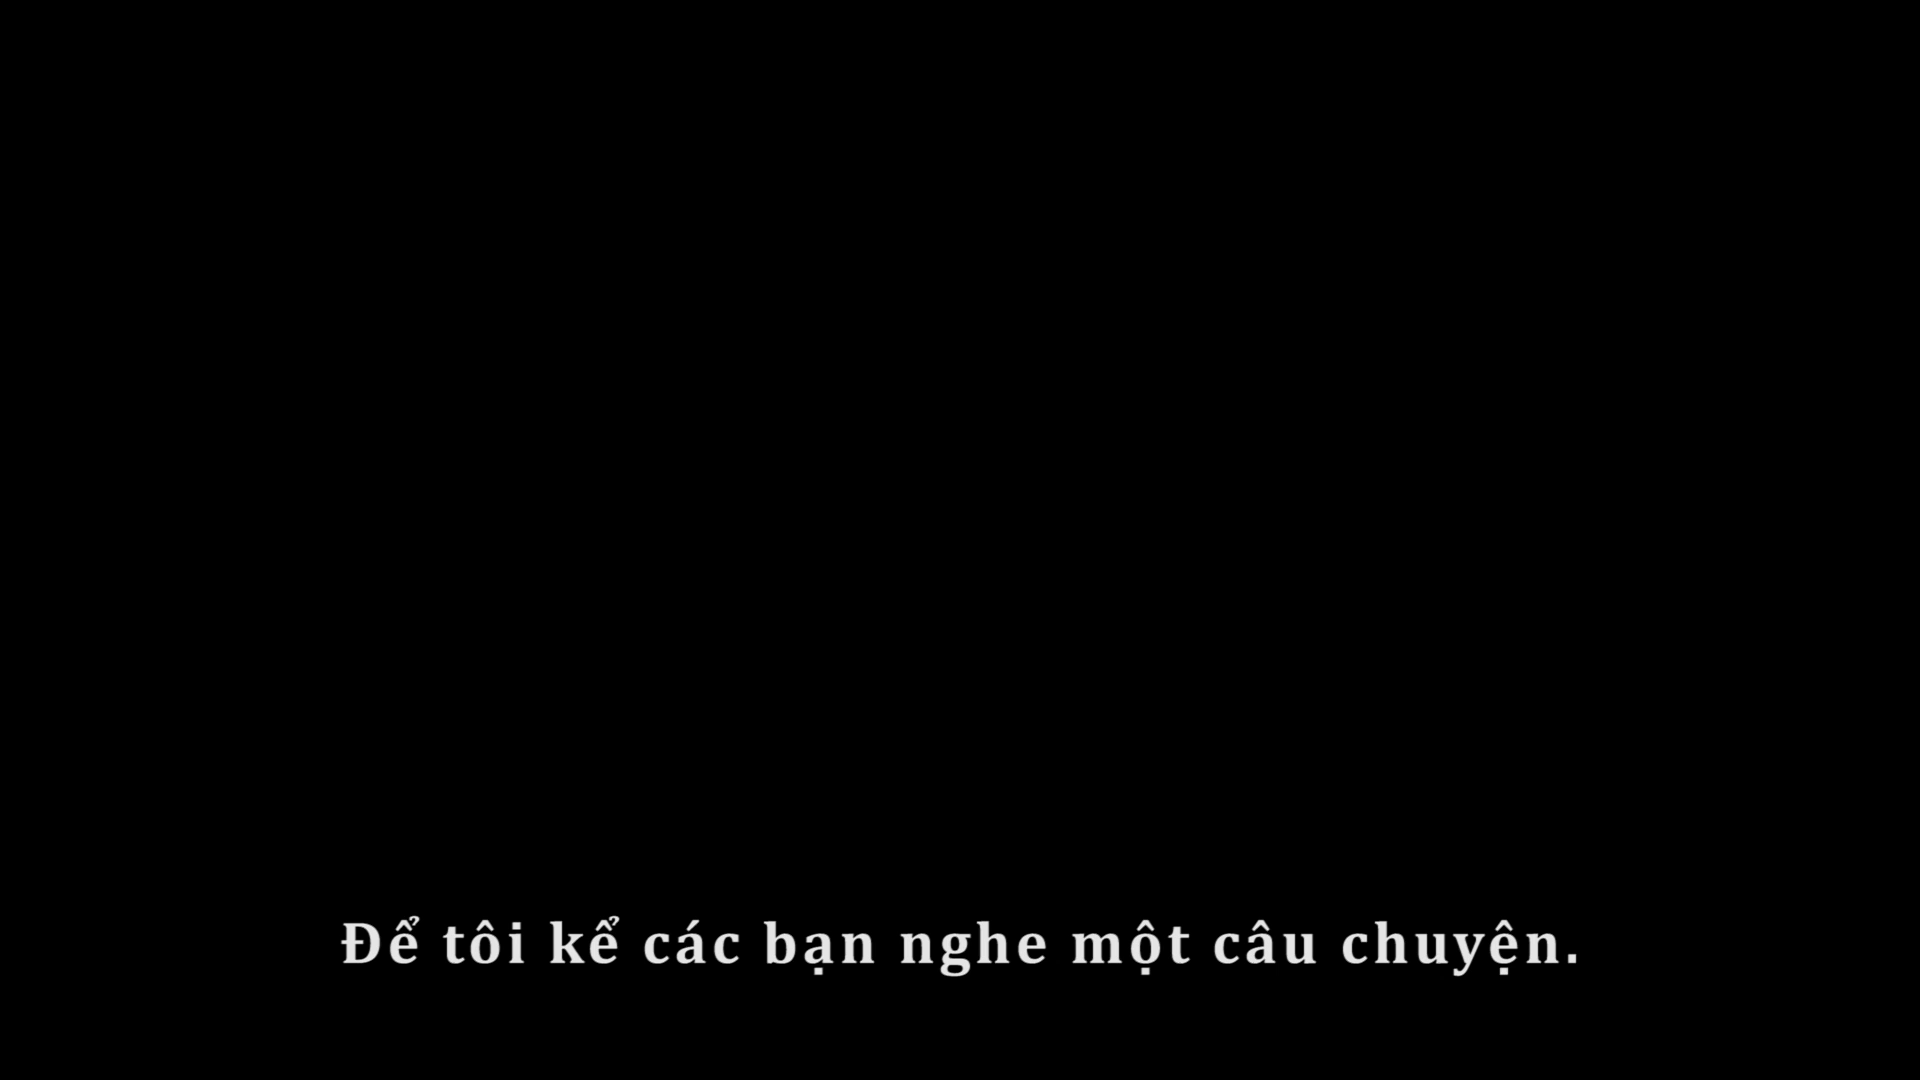 Để tôi kể các bạn nghe một câu chuyện.